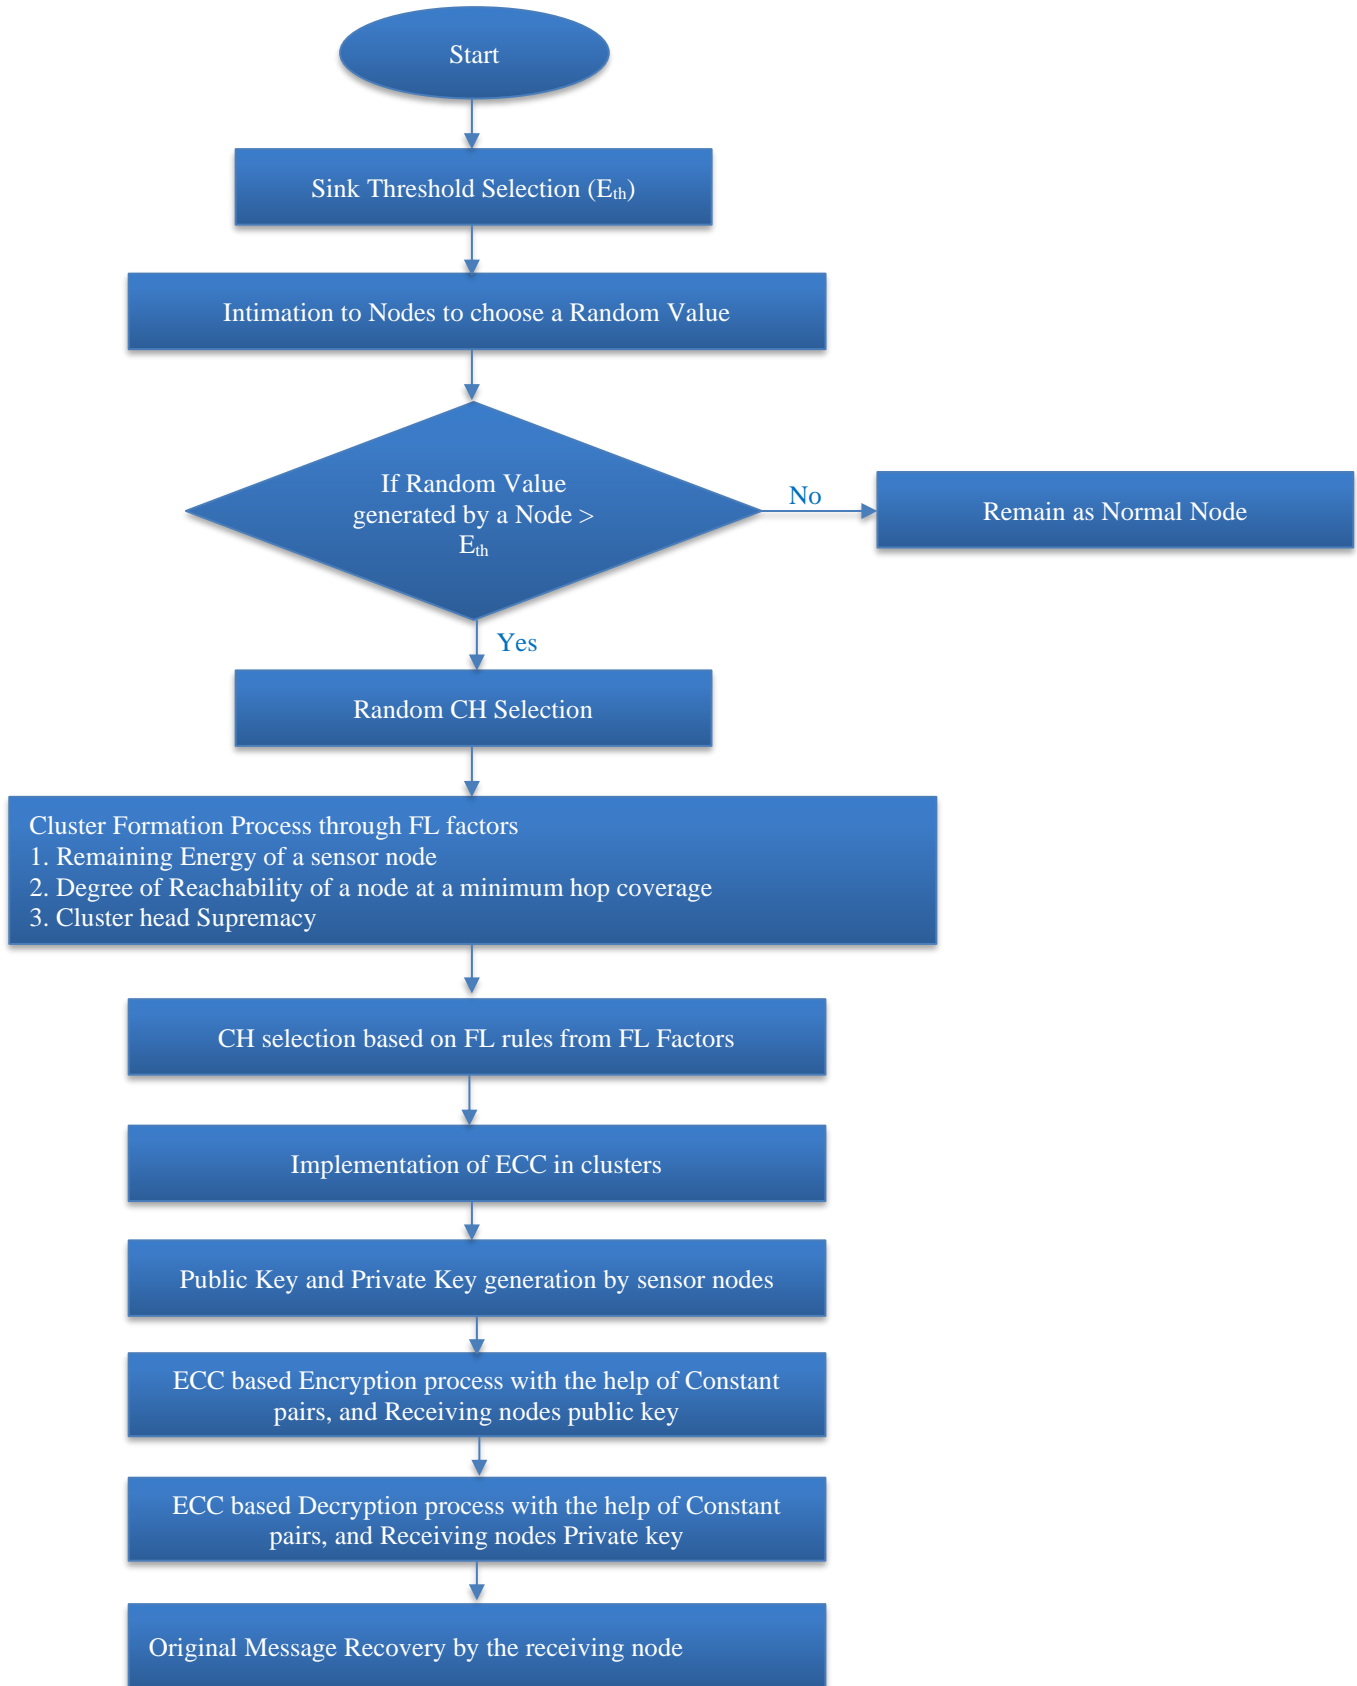 Start
Sink Threshold Selection (Eth)
Intimation to Nodes to choose a Random Value
If Random Value
generated by a Node >
Eth
No
Remain as Normal Node
Yes
Random CH Selection
Cluster Formation Process through FL factors
1. Remaining Energy of a sensor node
2. Degree of Reachability of a node at a minimum hop coverage
3. Cluster head Supremacy
CH selection based on FL rules from FL Factors
Implementation of ECC in clusters
Public Key and Private Key generation by sensor nodes
ECC based Encryption process with the help of Constant
pairs, and Receiving nodes public key
ECC based Decryption process with the help of Constant
pairs, and Receiving nodes Private key
Original Message Recovery by the receiving node